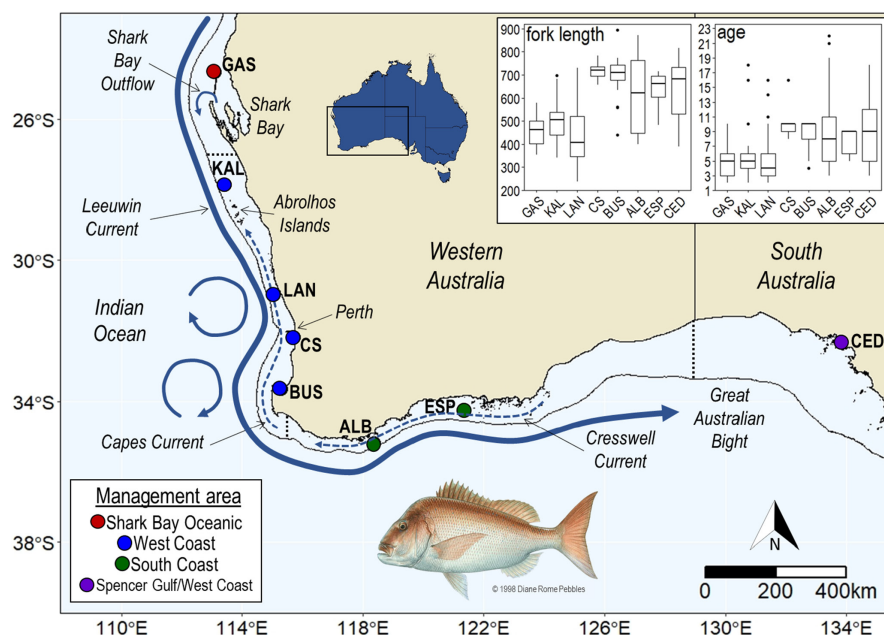 Shark
Bay
Outflow
GAS
Shark
Bay
KAL
Leeuwin
Current
Abrolhos
Islands
Indian
Ocean
LAN
Perth
CS
BUS
Capes Current
ALB
ESP
Cresswell
Current
Western
Australia
South
Australia
CED
Great
Australian
Bight
fork length
900
800
700
600
500
400
300
200
GAS KAL LAN CS BUS ALB ESP CED
age
23
21
19
17
15
13
11
9
7
5
3
1
GAS KAL LAN CS BUS ALB ESP CED
26°S
30°S
34°S
38°S
Management area
Shark Bay Oceanic
West Coast
South Coast
Spencer Gulf/West Coast
© 1998 Diane Rome Peebles
N
0 200 400km
110°E 114°E 118°E 122°E 126°E 130°E 134°E